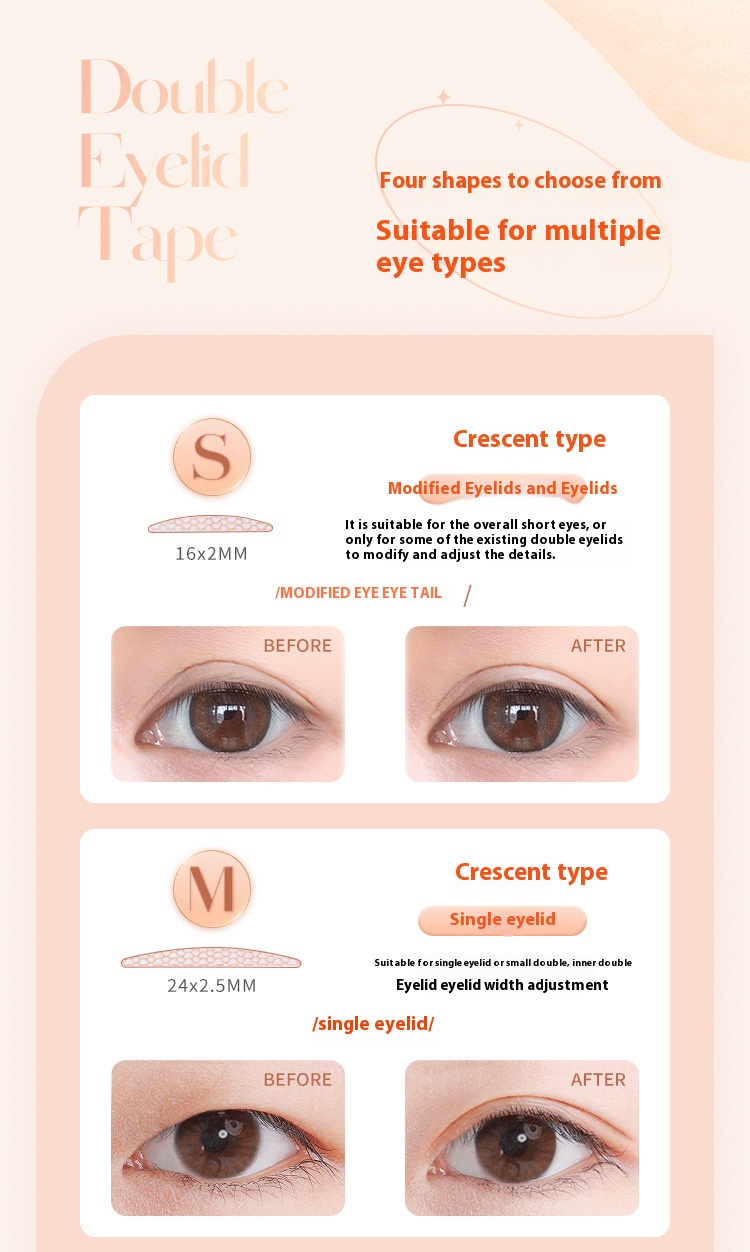 Double
Eyelid
Tape
Four shapes to choose from
Suitable for multiple
eye types
S
16x2MM
Crescent type
Modified Eyelids and Eyelids
It is suitable for the overall short eyes, or
only for some of the existing double eyelids
to modify and adjust the details.
/MODIFIED EYE EYE TAIL /
BEFORE
AFTER
M
24x2.5MM
Crescent type
Single eyelid
Suitable for single eyelid or small double, inner double
Eyelid eyelid width adjustment
/single eyelid/
BEFORE
AFTER